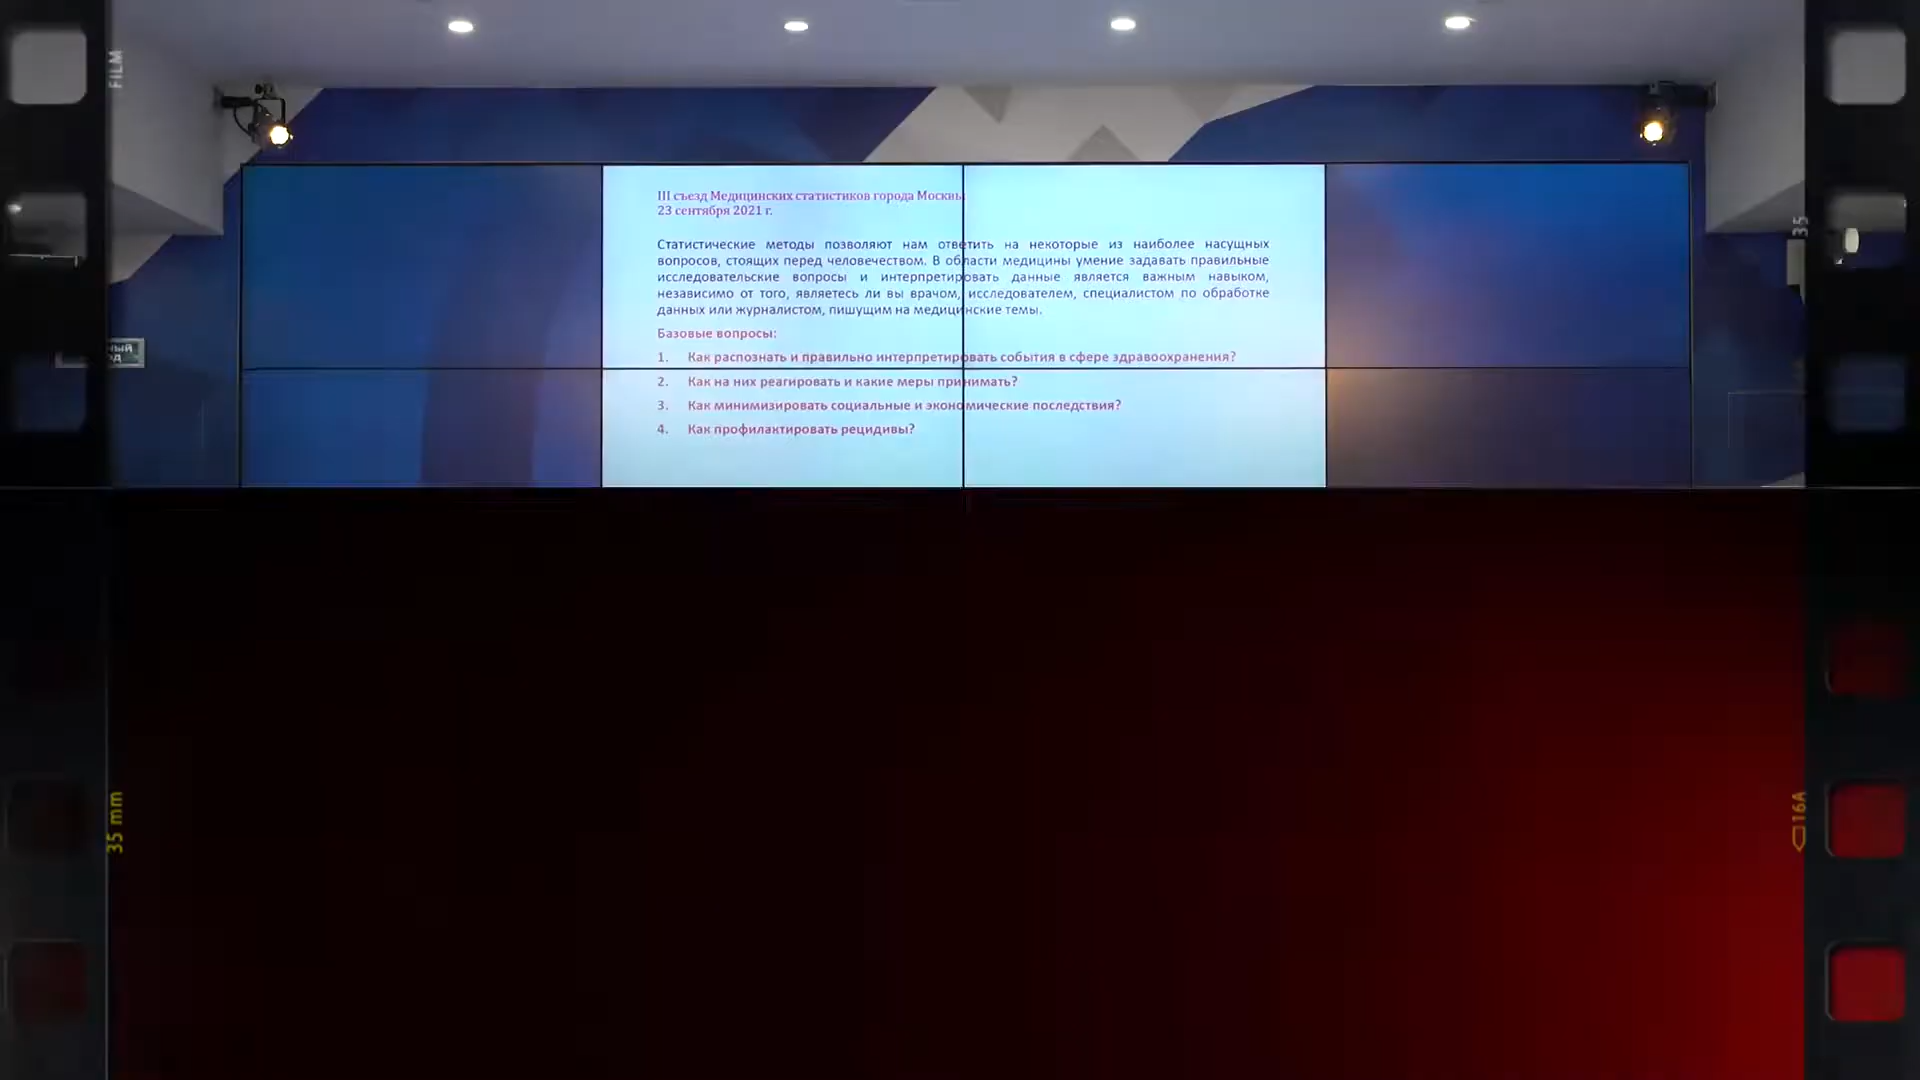 FILM
III съезд Медицинских статистиков города Москвы
23 сентября 2021 г.
Статистические методы позволяют нам ответить на некоторые из наиболее насущных
вопросов, стоящих перед человечеством. В области медицины умение задавать правильные
исследовательские вопросы и интерпретировать данные является важным навыком,
независимо от того, являетесь ли вы врачом, исследователем, специалистом по обработке
данных или журналистом, пишущим на медицинские темы.
Базовые вопросы:
1. Как распознать и правильно интерпретировать события в сфере здравоохранения?
2. Как на них реагировать и какие меры принимать?
3. Как минимизировать социальные и экономические последствия?
4. Как профилактировать рецидивы?
35
35 mm
16A